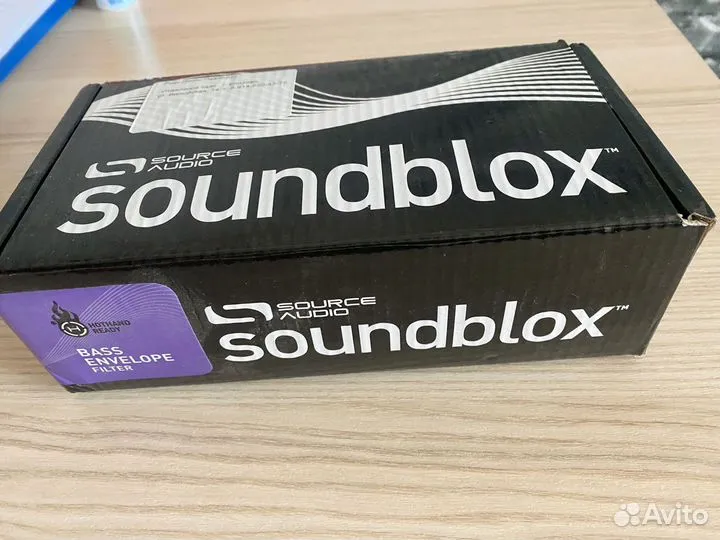 SOURCE
AUDIO
soundblox™
SOURCE
AUDIO
soundblox™
HOTHAND
READY
BASS
ENVELOPE
FILTER
Avito